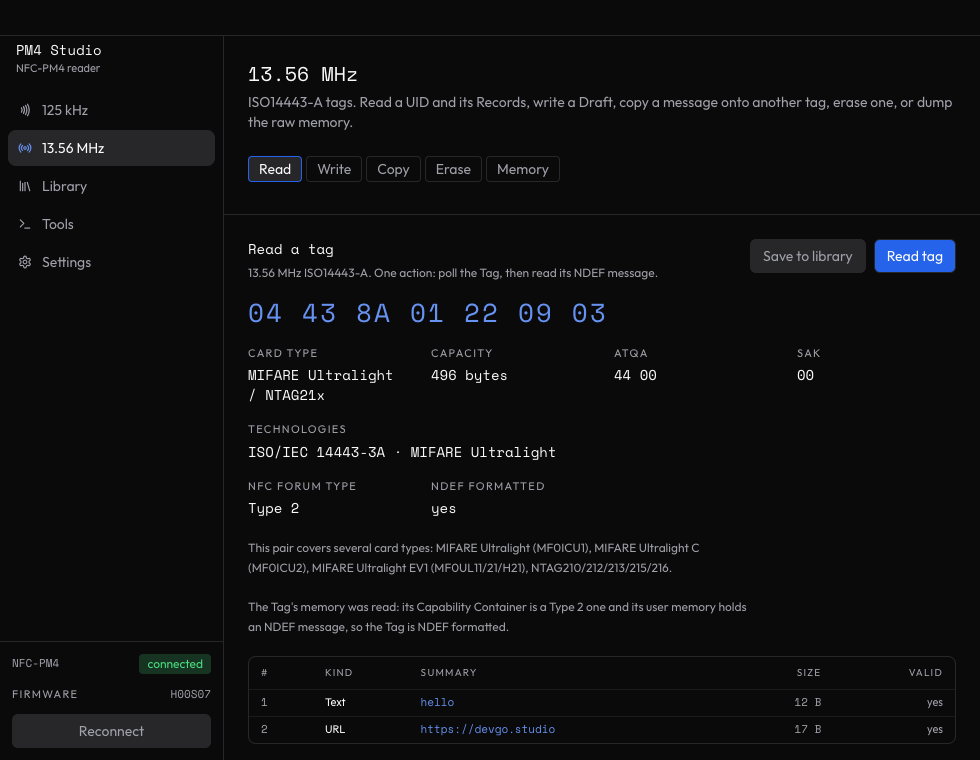 PM4 Studio
NFC-PM4 reader
125 kHz
13.56 MHz
Library
Tools
Settings
NFC-PM4 connected
FIRMWARE H00S07
Reconnect
13.56 MHz
ISO14443-A tags. Read a UID and its Records, write a Draft, copy a message onto another tag, erase one, or dump
the raw memory.
Read Write Copy Erase Memory
Read a tag
13.56 MHz ISO14443-A. One action: poll the Tag, then read its NDEF message.
Save to library Read tag
04 43 8A 01 22 09 03
CARD TYPE CAPACITY ATQA SAK
MIFARE Ultralight 496 bytes 44 00 00
/ NTAG21x
TECHNOLOGIES
ISO/IEC 14443-3A · MIFARE Ultralight
NFC FORUM TYPE NDEF FORMATTED
Type 2 yes
This pair covers several card types: MIFARE Ultralight (MF0ICU1), MIFARE Ultralight C
(MF0ICU2), MIFARE Ultralight EV1 (MF0UL11/21/H21), NTAG210/212/213/215/216.
The Tag's memory was read: its Capability Container is a Type 2 one and its user memory holds
an NDEF message, so the Tag is NDEF formatted.
# KIND SUMMARY SIZE VALID
1 Text hello 12 B yes
2 URL https://devgo.studio 17 B yes